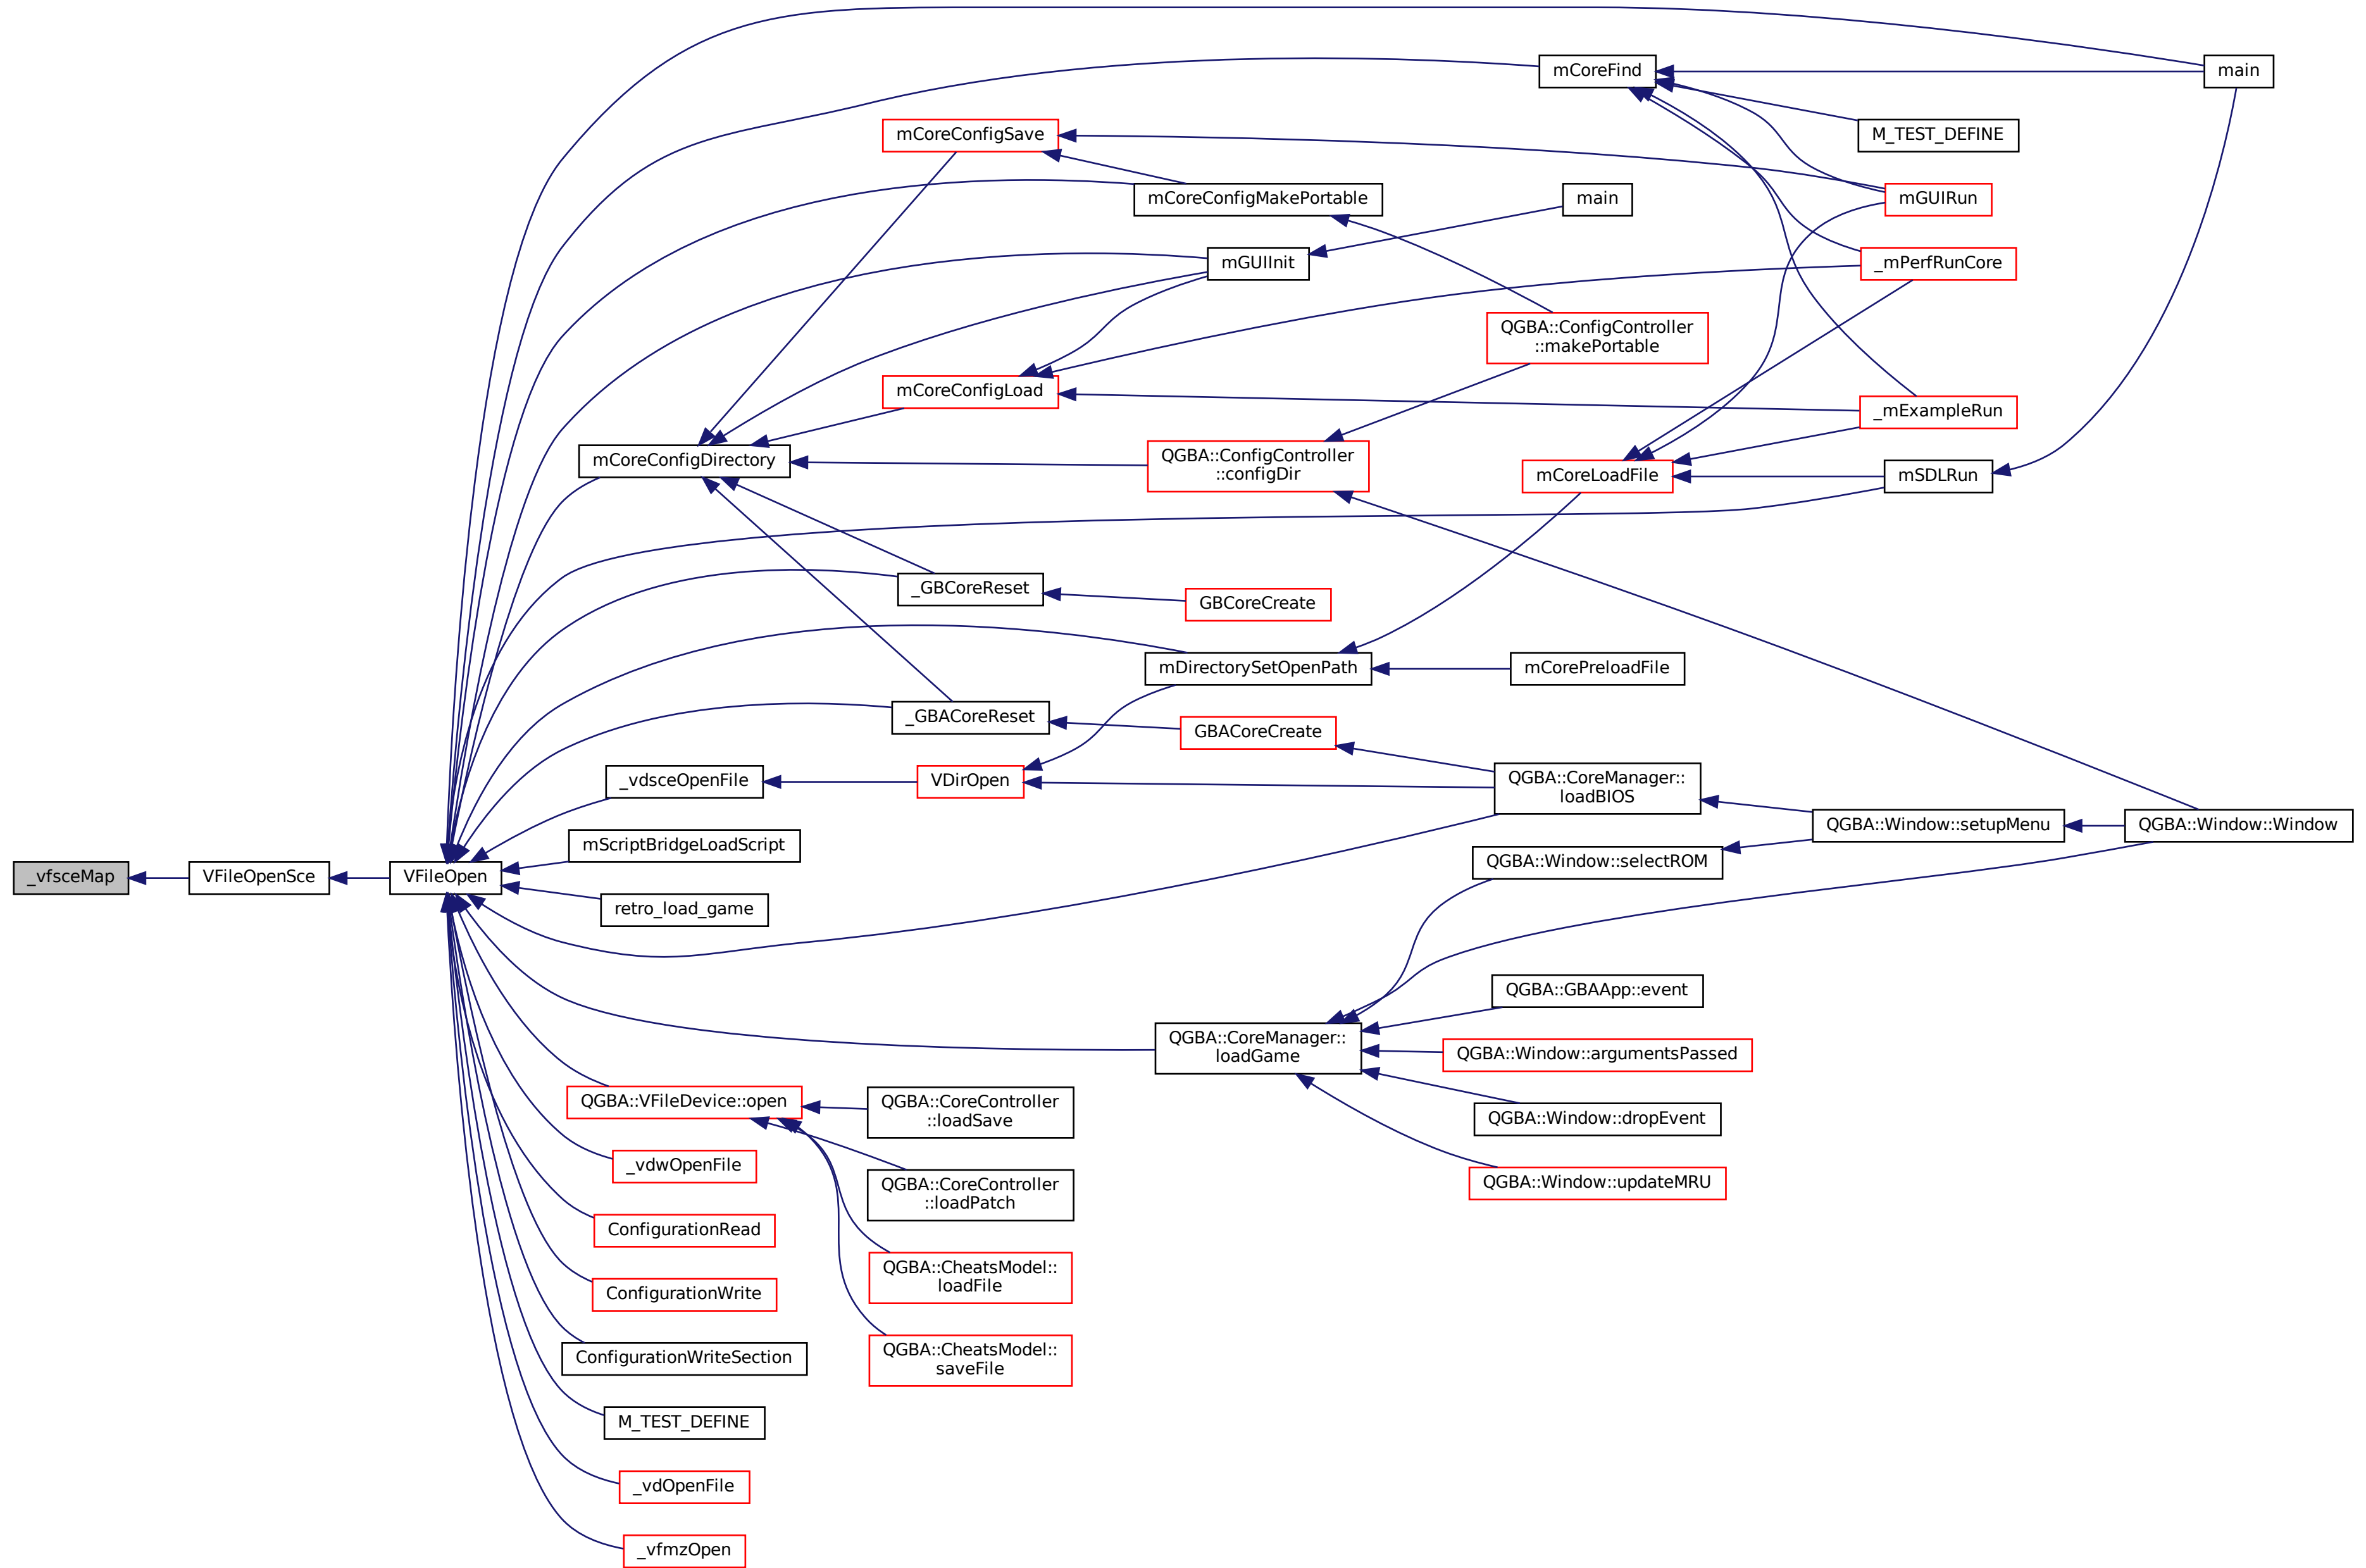 main
mCoreFind
M_TEST_DEFINE
mCoreConfigSave
mCoreConfigMakePortable
main
mGUIRun
mGUIInit
_mPerfRunCore
QGBA::ConfigController
::makePortable
mCoreConfigLoad
_mExampleRun
mCoreConfigDirectory
QGBA::ConfigController
::configDir
mCoreLoadFile
mSDLRun
_GBCoreReset
GBCoreCreate
mDirectorySetOpenPath
mCorePreloadFile
_GBACoreReset
GBACoreCreate
_vdsceOpenFile
VDirOpen
QGBA::CoreManager::
loadBIOS
QGBA::Window::setupMenu
QGBA::Window::Window
mScriptBridgeLoadScript
QGBA::Window::selectROM
_vfsceMap
VFileOpenSce
VFileOpen
retro_load_game
QGBA::GBAApp::event
QGBA::CoreManager::
loadGame
QGBA::Window::argumentsPassed
QGBA::VFileDevice::open
QGBA::CoreController
::loadSave
QGBA::Window::dropEvent
_vdwOpenFile
QGBA::CoreController
::loadPatch
QGBA::Window::updateMRU
ConfigurationRead
QGBA::CheatsModel::
loadFile
ConfigurationWrite
ConfigurationWriteSection
QGBA::CheatsModel::
saveFile
M_TEST_DEFINE
_vdOpenFile
_vfmzOpen